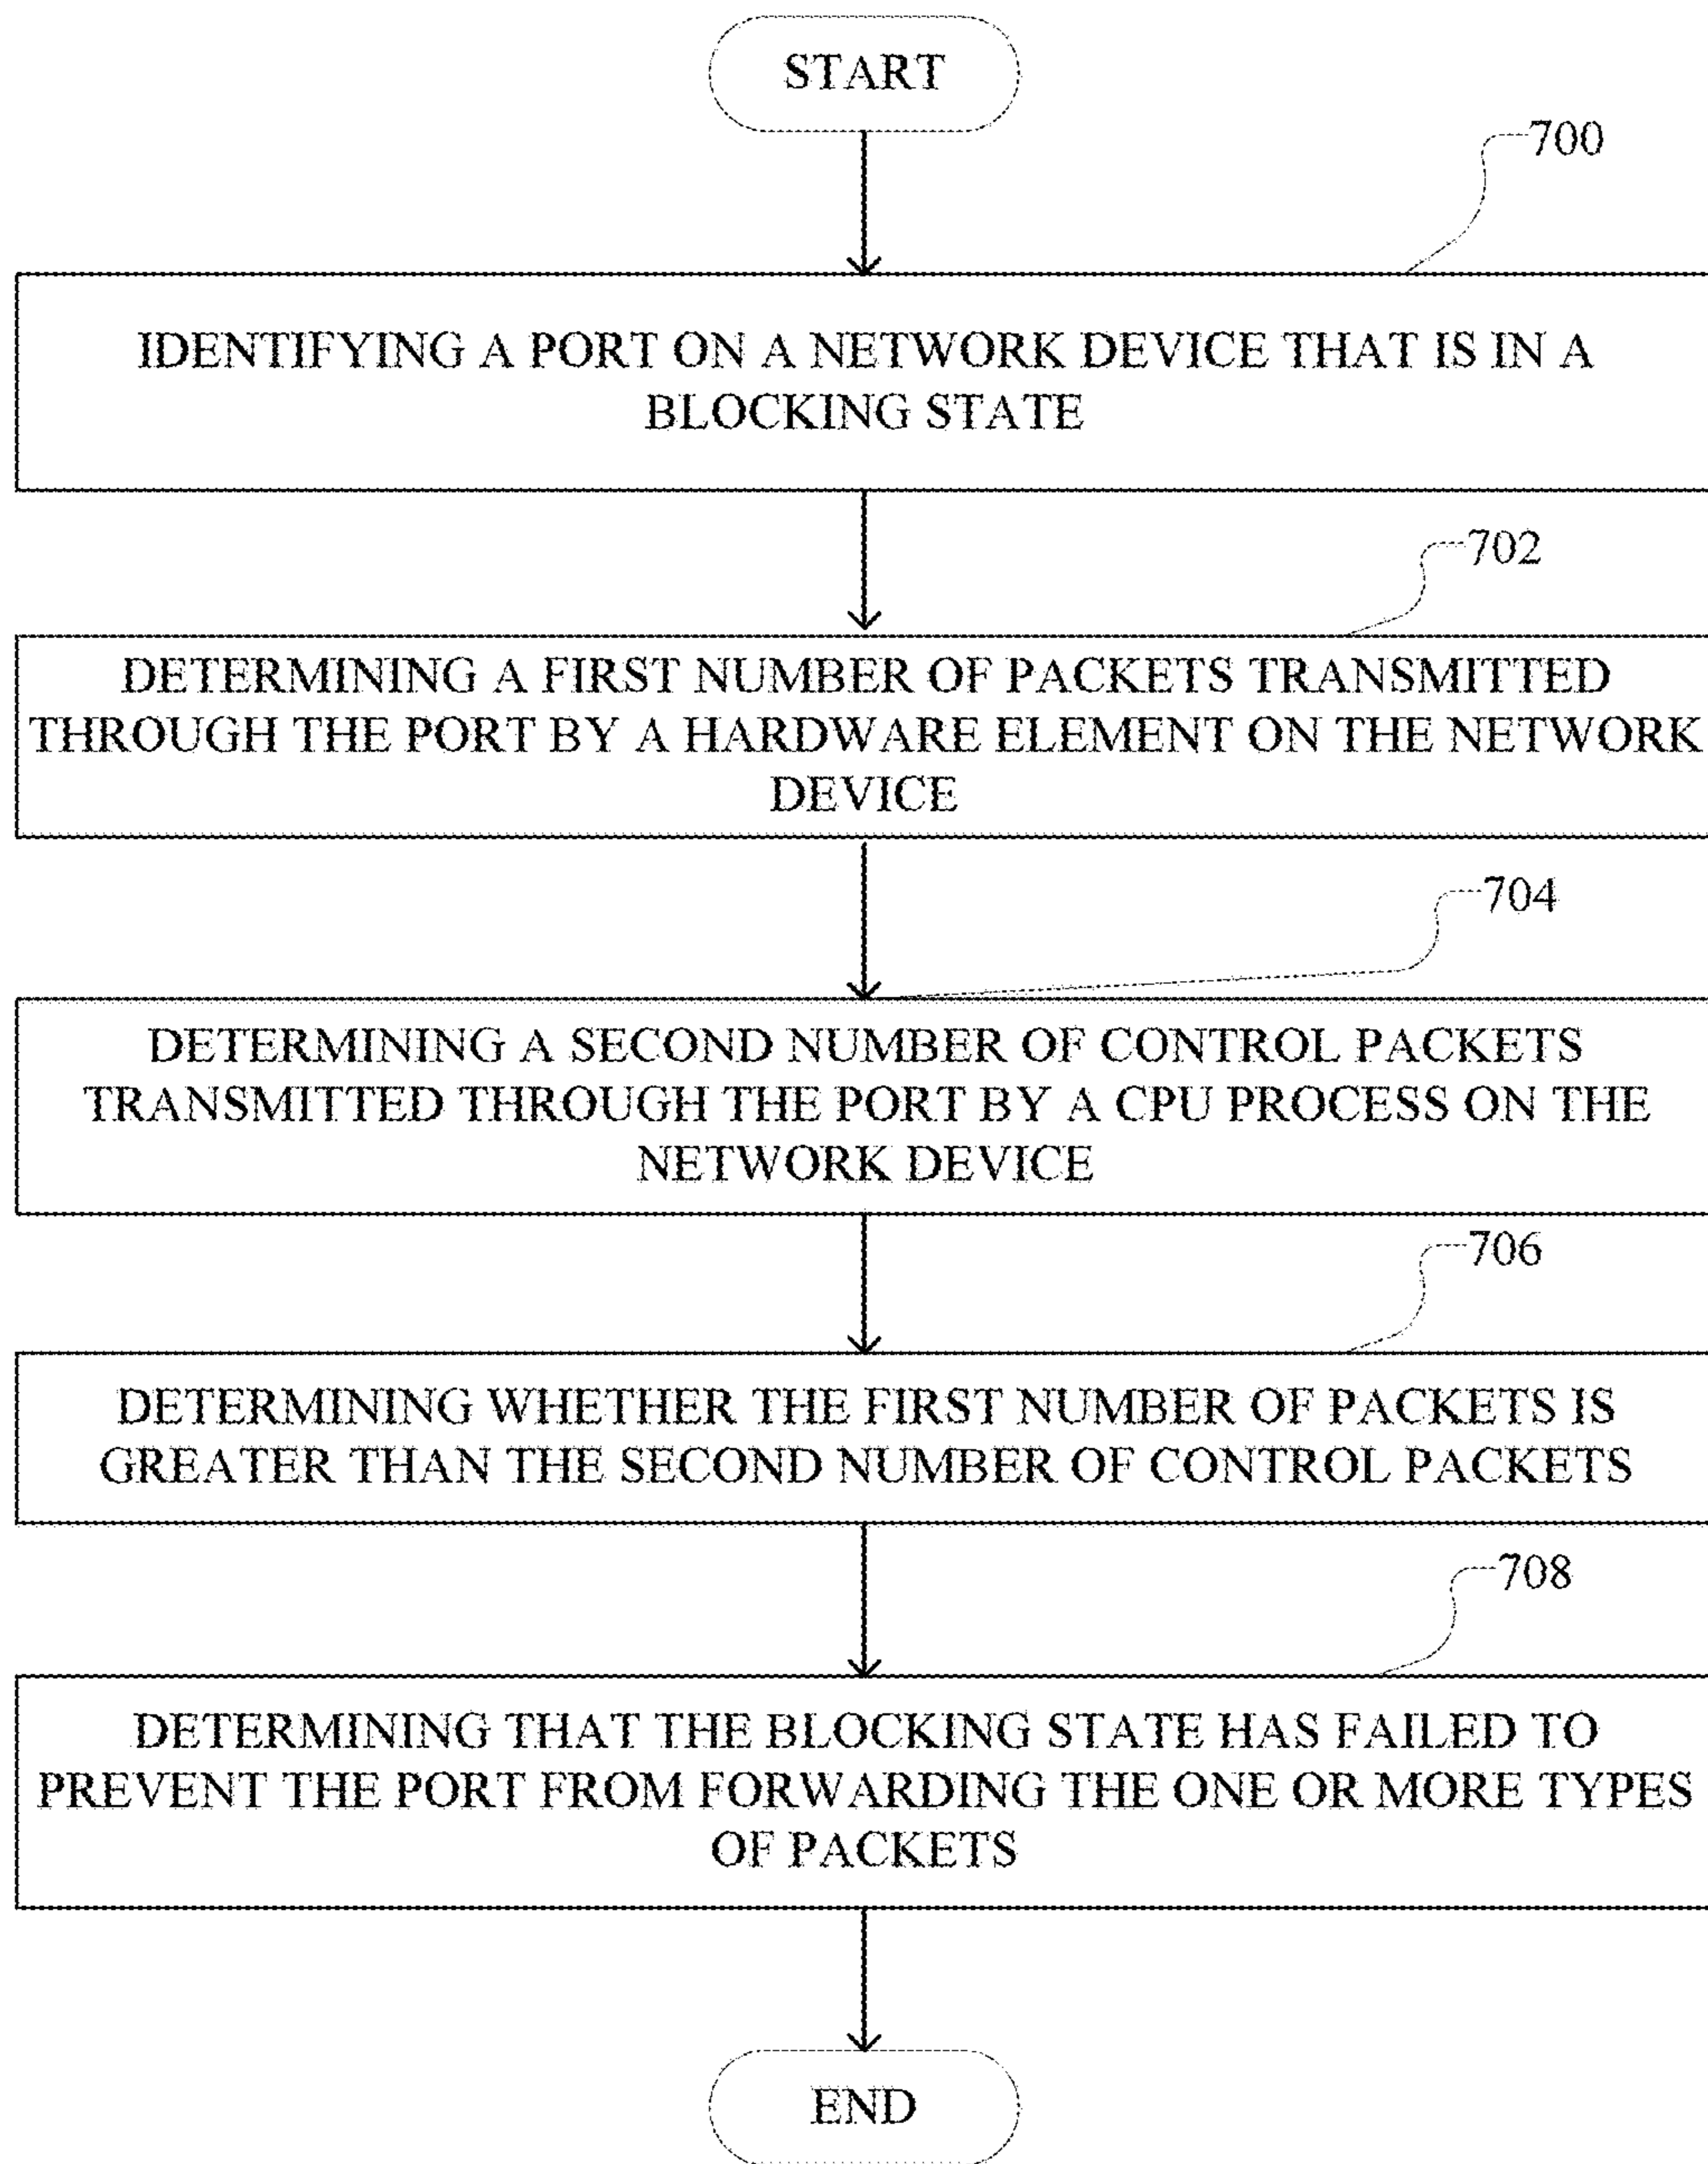 START
700
IDENTIFYING A PORT ON A NETWORK DEVICE THAT IS IN A
BLOCKING STATE
702
DETERMINING A FIRST NUMBER OF PACKETS TRANSMITTED
THROUGH THE PORT BY A HARDWARE ELEMENT ON THE NETWORK
DEVICE
704
DETERMINING A SECOND NUMBER OF CONTROL PACKETS
TRANSMITTED THROUGH THE PORT BY A CPU PROCESS ON THE
NETWORK DEVICE
706
DETERMINING WHETHER THE FIRST NUMBER OF PACKETS IS
GREATER THAN THE SECOND NUMBER OF CONTROL PACKETS
708
DETERMINING THAT THE BLOCKING STATE HAS FAILED TO
PREVENT THE PORT FROM FORWARDING THE ONE OR MORE TYPES
OF PACKETS
END